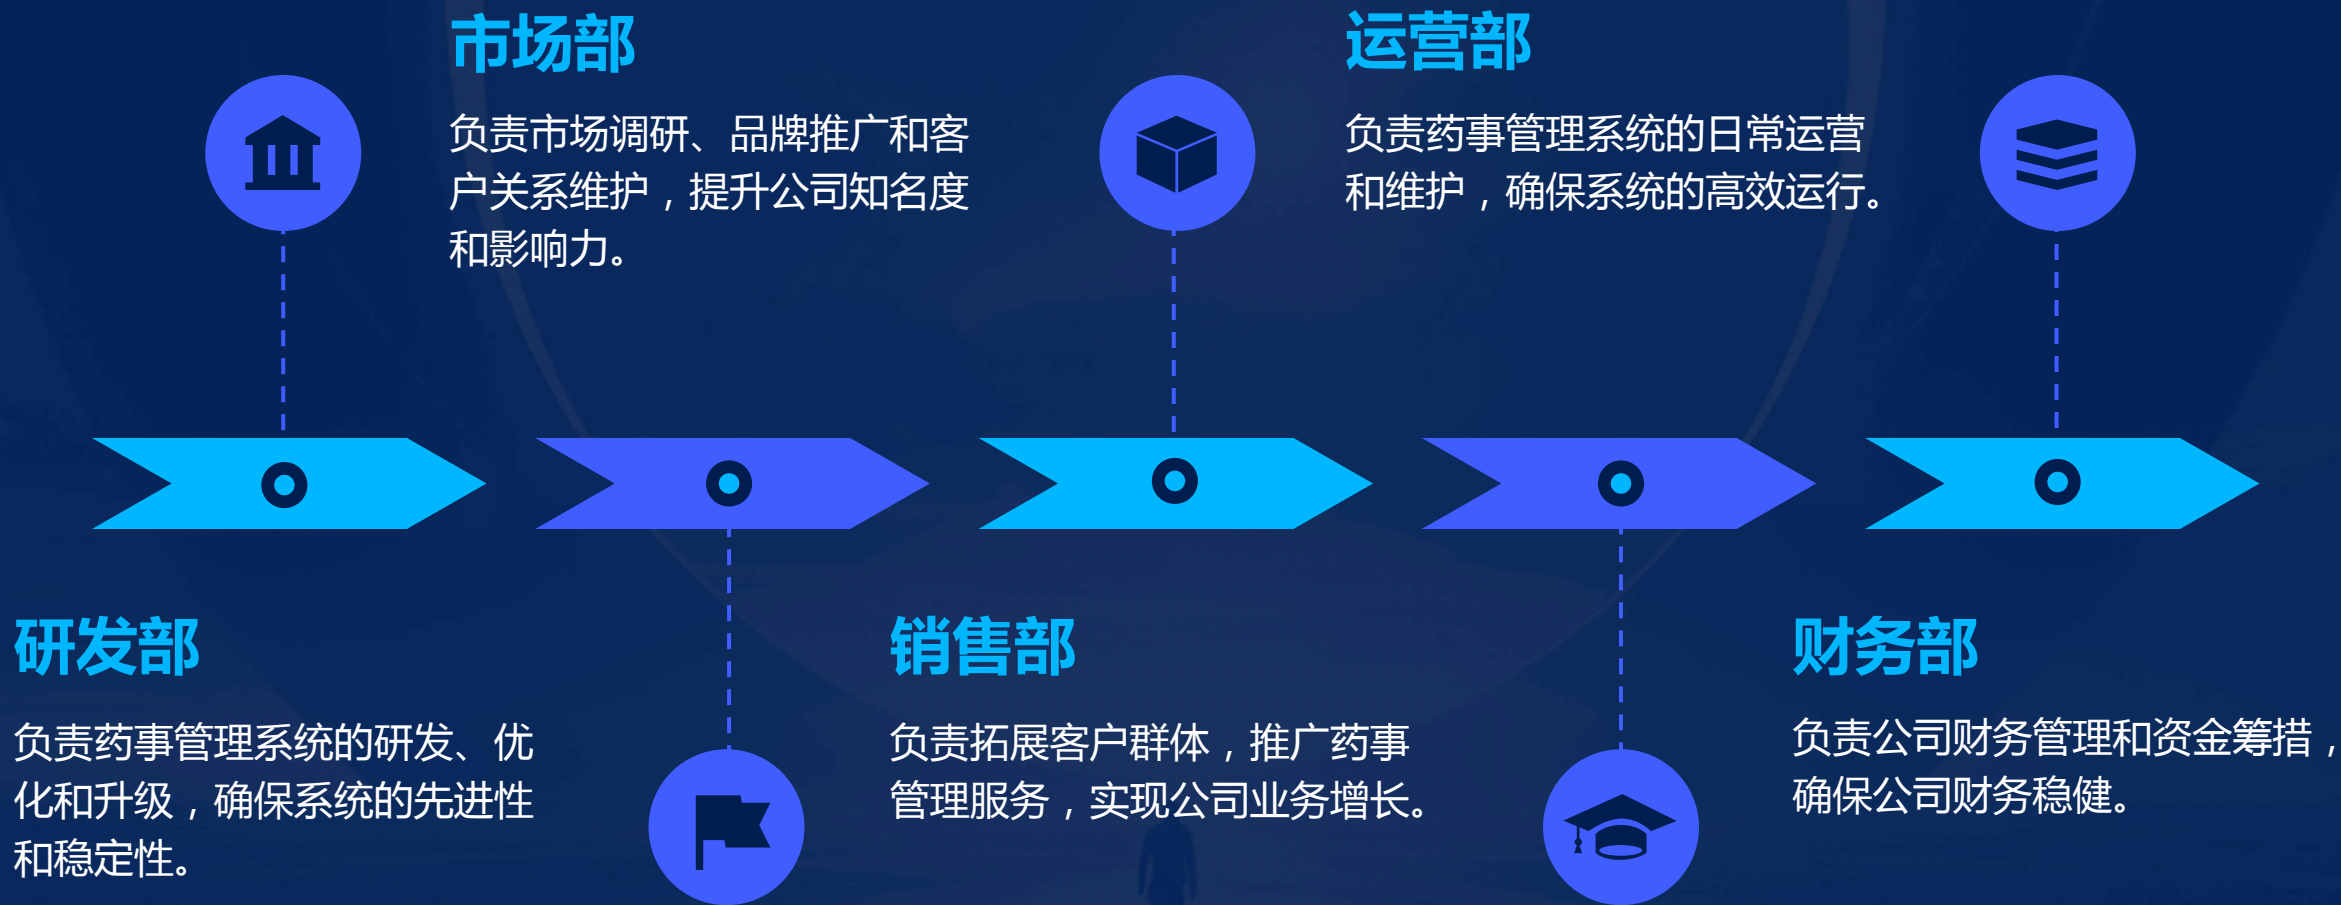 市场部
负责市场调研、品牌推广和客
户关系维护，提升公司知名度
和影响力。
运营部
负责药事管理系统的日常运营
和维护，确保系统的高效运行。
研发部
负责药事管理系统的研发、优
化和升级，确保系统的先进性
和稳定性。
销售部
负责拓展客户群体，推广药事
管理服务，实现公司业务增长。
财务部
负责公司财务管理和资金筹措，
确保公司财务稳健。